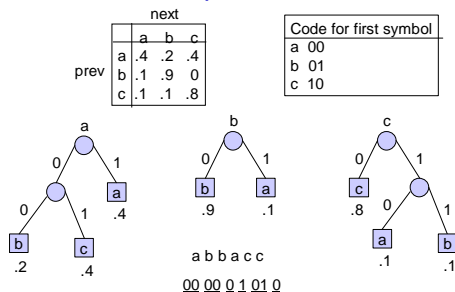 next
a b c
prev a .4 .2 .4
b .1 .9 0
c .1 .1 .8
Code for first symbol
a 00
b 01
c 10
a b c
0 1 0 1 0 1
a b a c
0 1 .4 .9 .1 .8 0 1
b c a b
.2 .4 .1 .1
a b b a c c
00 00 0 1 01 0